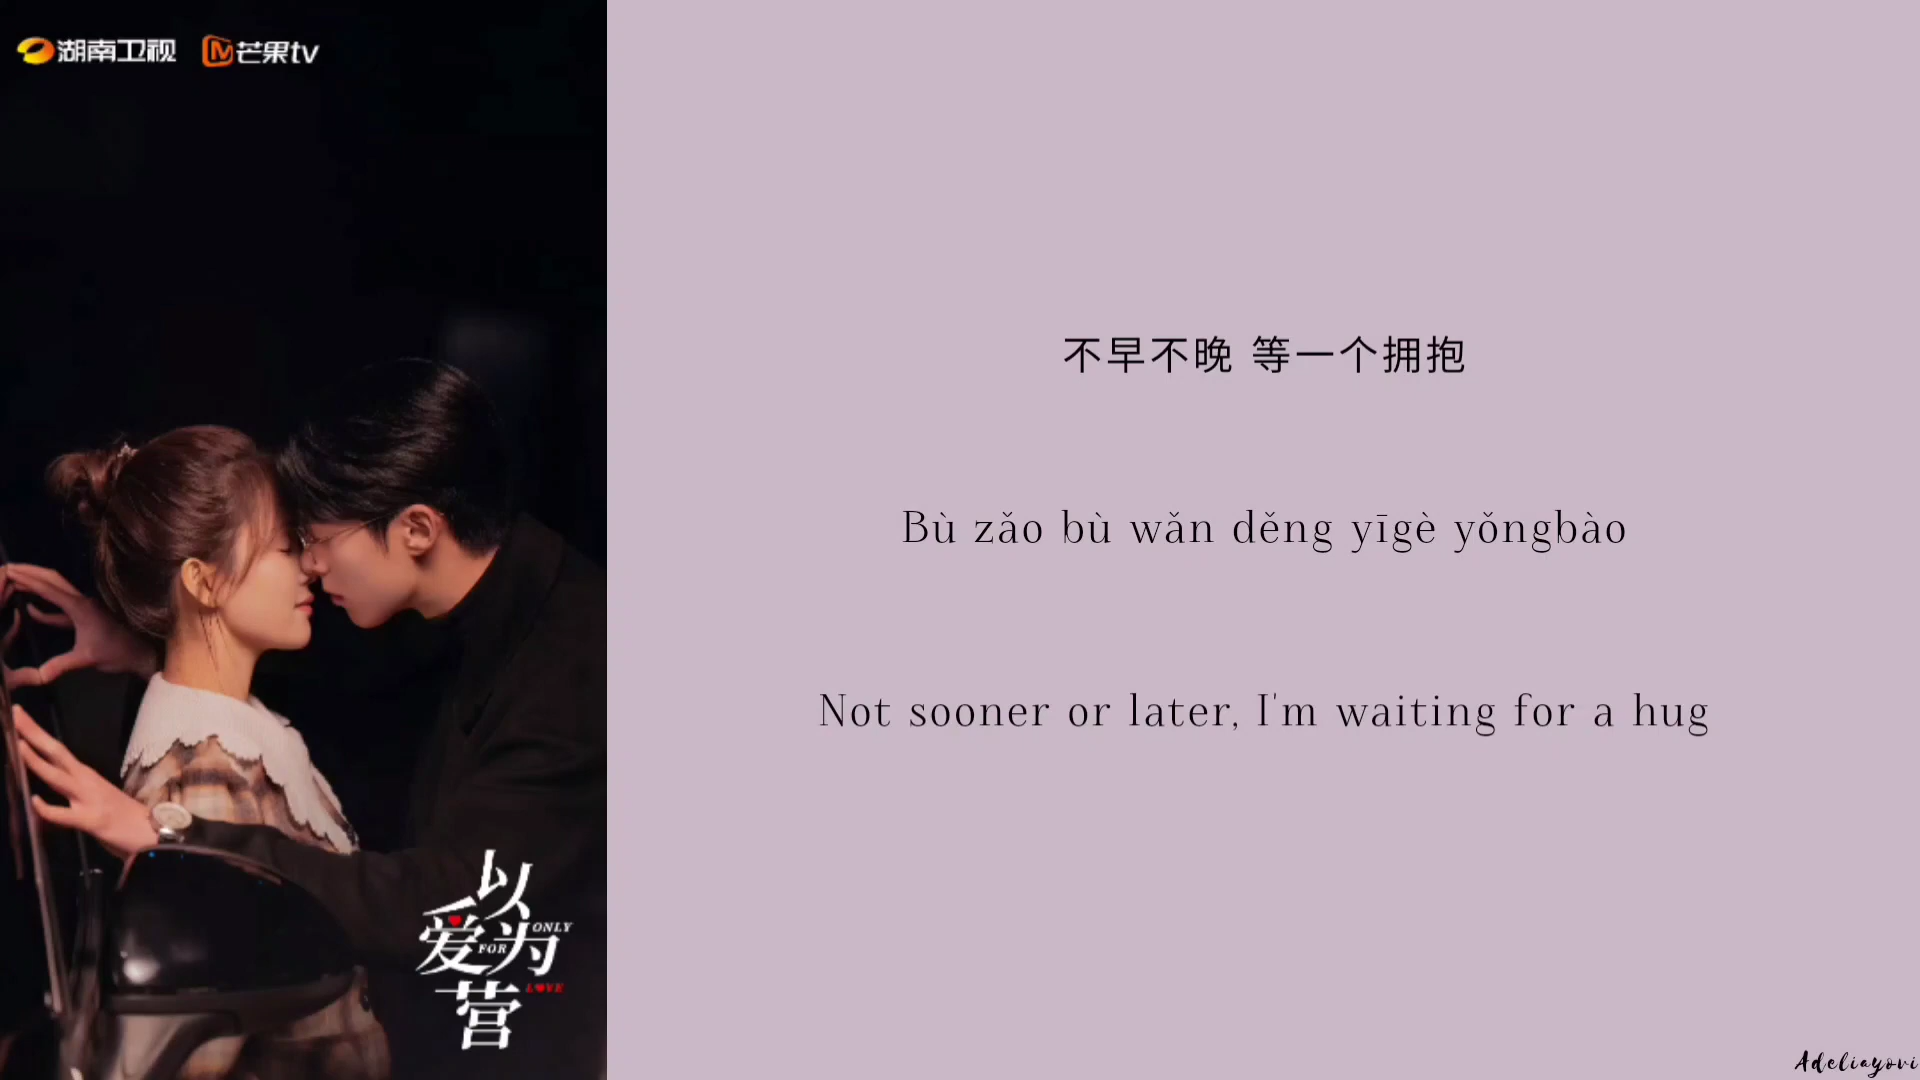 湖南卫视 芒果tv
不早不晚 等一个拥抱
Bù zǎo bù wǎn děng yīgè yǒngbào
Not sooner or later, I'm waiting for a hug
以
爱 FOR 为 ONLY
LOVE
营
Adeliayovi